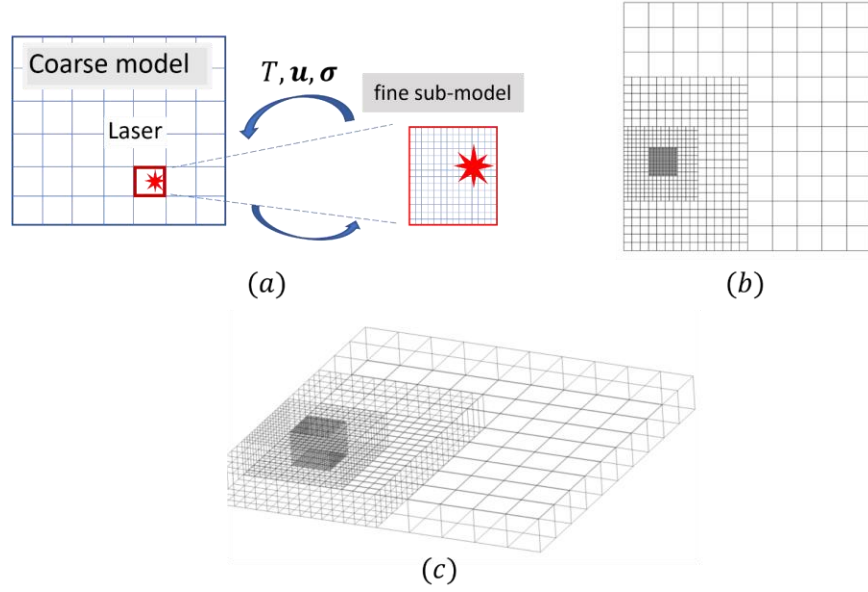 Coarse model
T, u, σ
fine sub-model
Laser
(a)
(b)
(c)